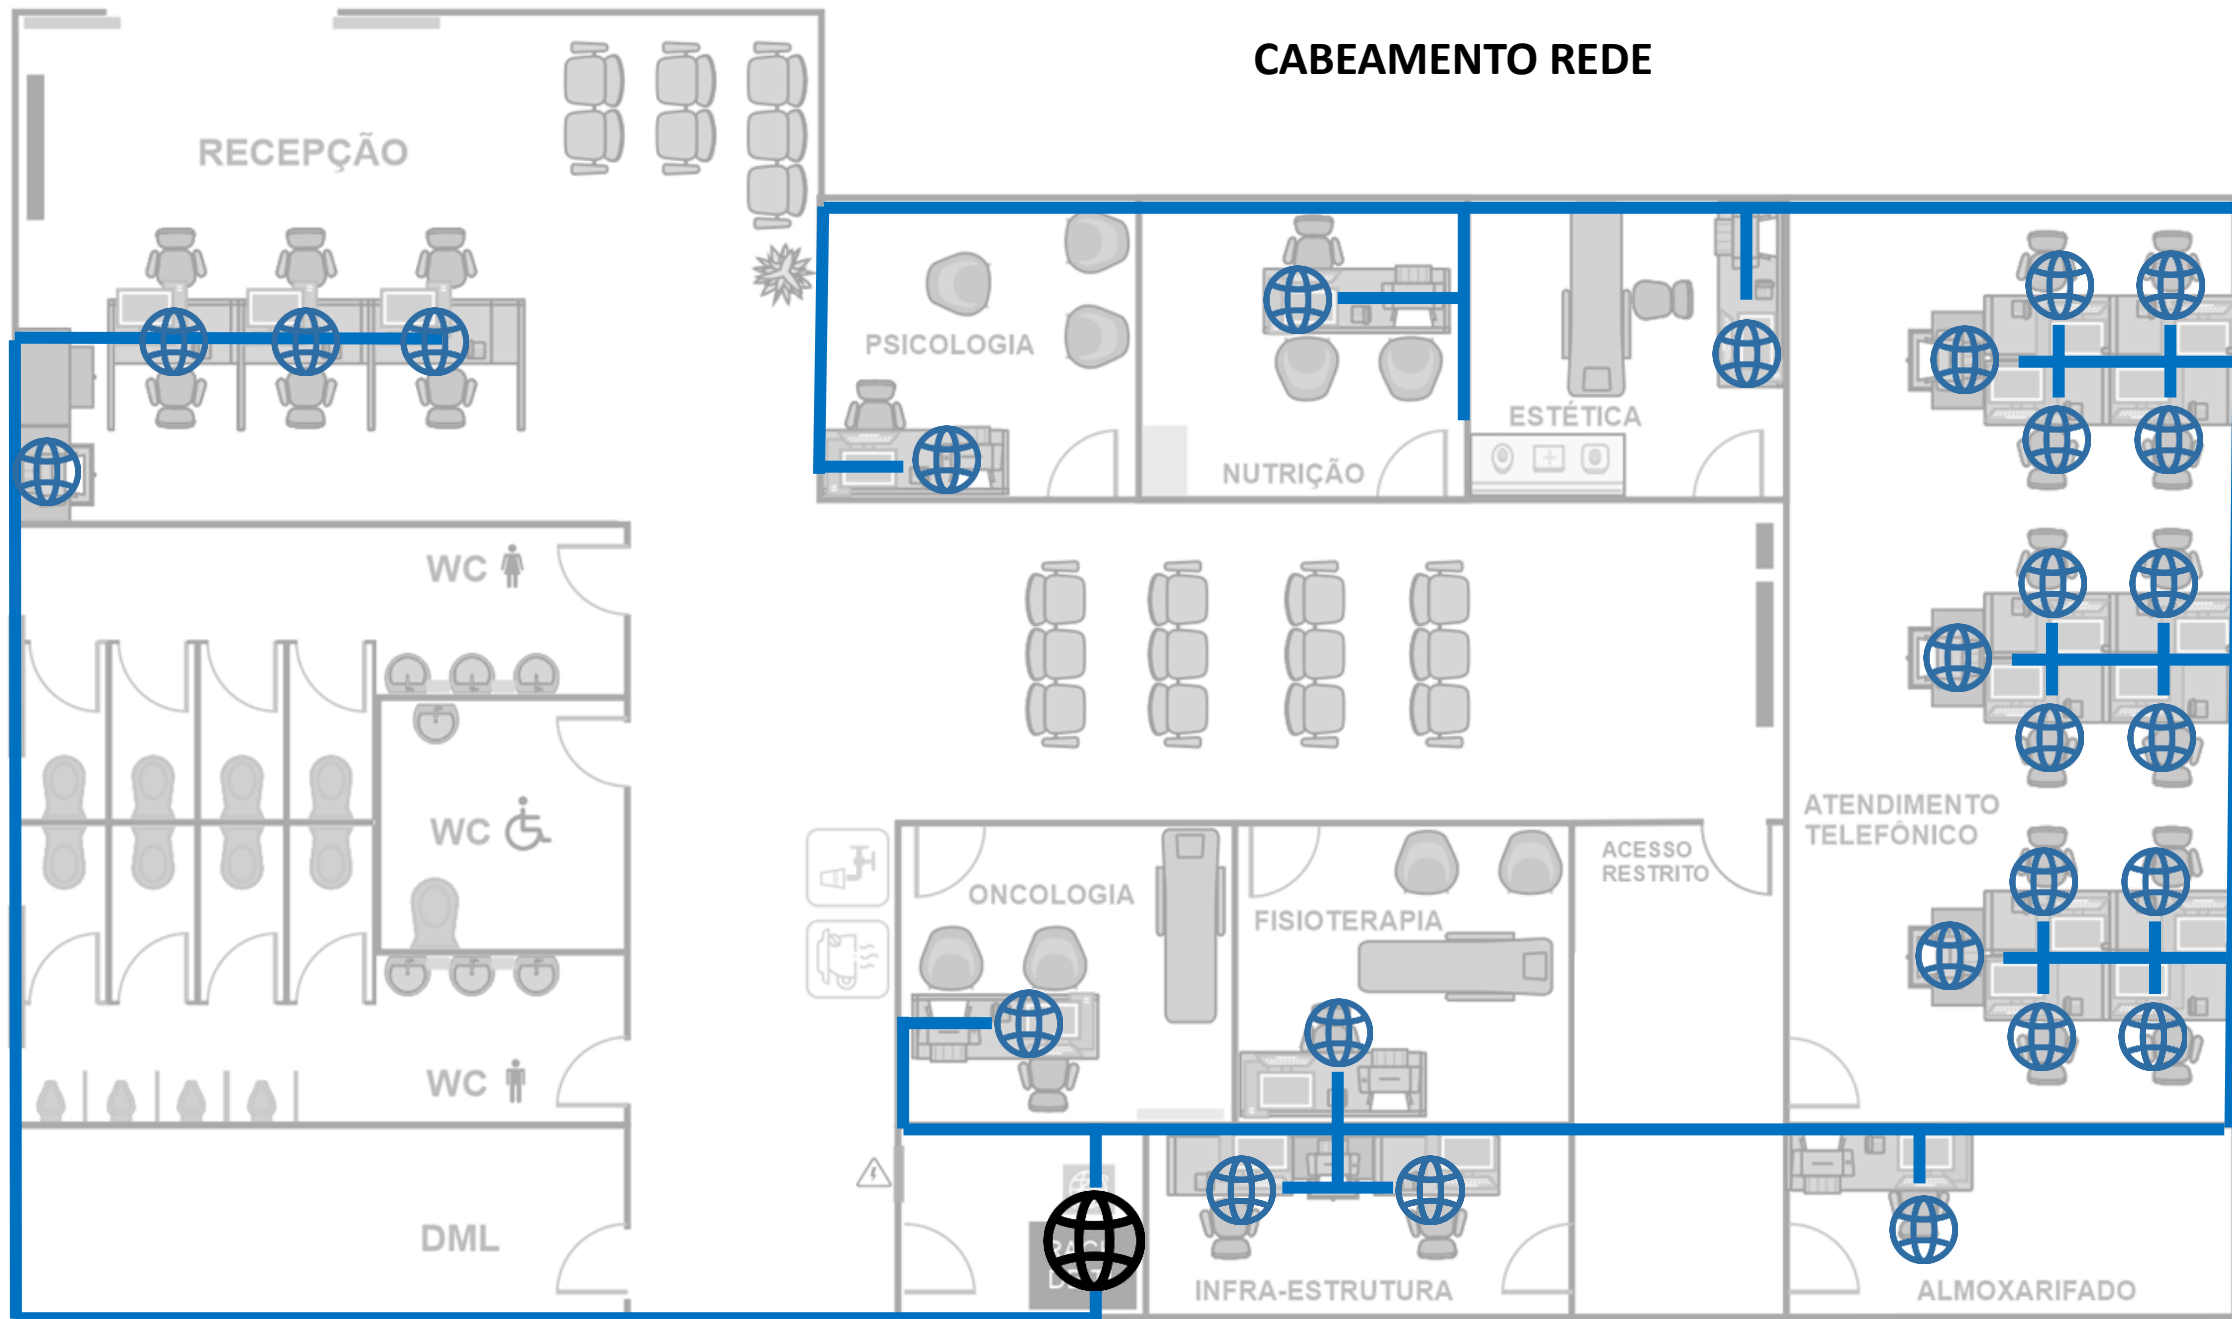 CABEAMENTO REDE
RECEPÇÃO
PSICOLOGIA
NUTRIÇÃO
ESTÉTICA
WC
WC
WC
DML
ONCOLOGIA
FISIOTERAPIA
ACESSO
RESTRITO
ATENDIMENTO
TELEFÔNICO
INFRA-ESTRUTURA
ALMOXARIFADO